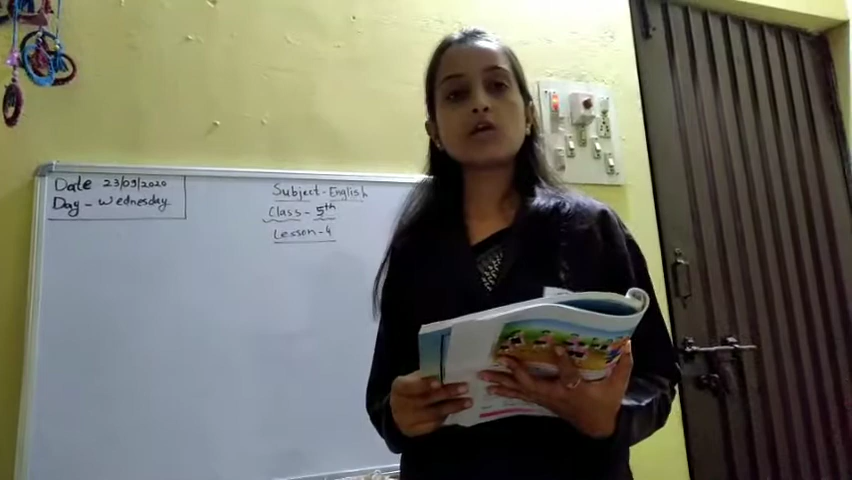 Date 23/09/2020
Day - Wednesday
Subject - English
Class - 5th
Lesson - 4